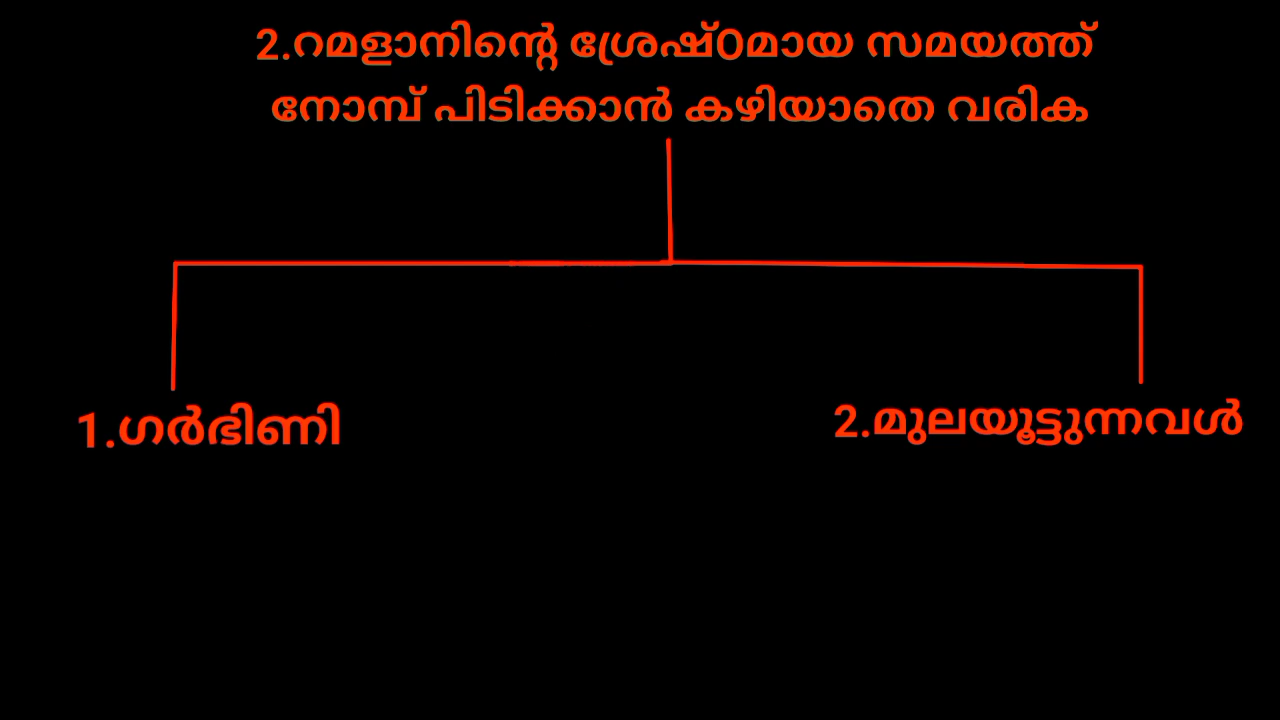 2.റമളാനിന്റെ ശ്രേഷ്ഠമായ സമയത്ത്
നോമ്പ് പിടിക്കാൻ കഴിയാതെ വരിക
1.ഗർഭിണി
2.മുലയൂട്ടുന്നവൾ